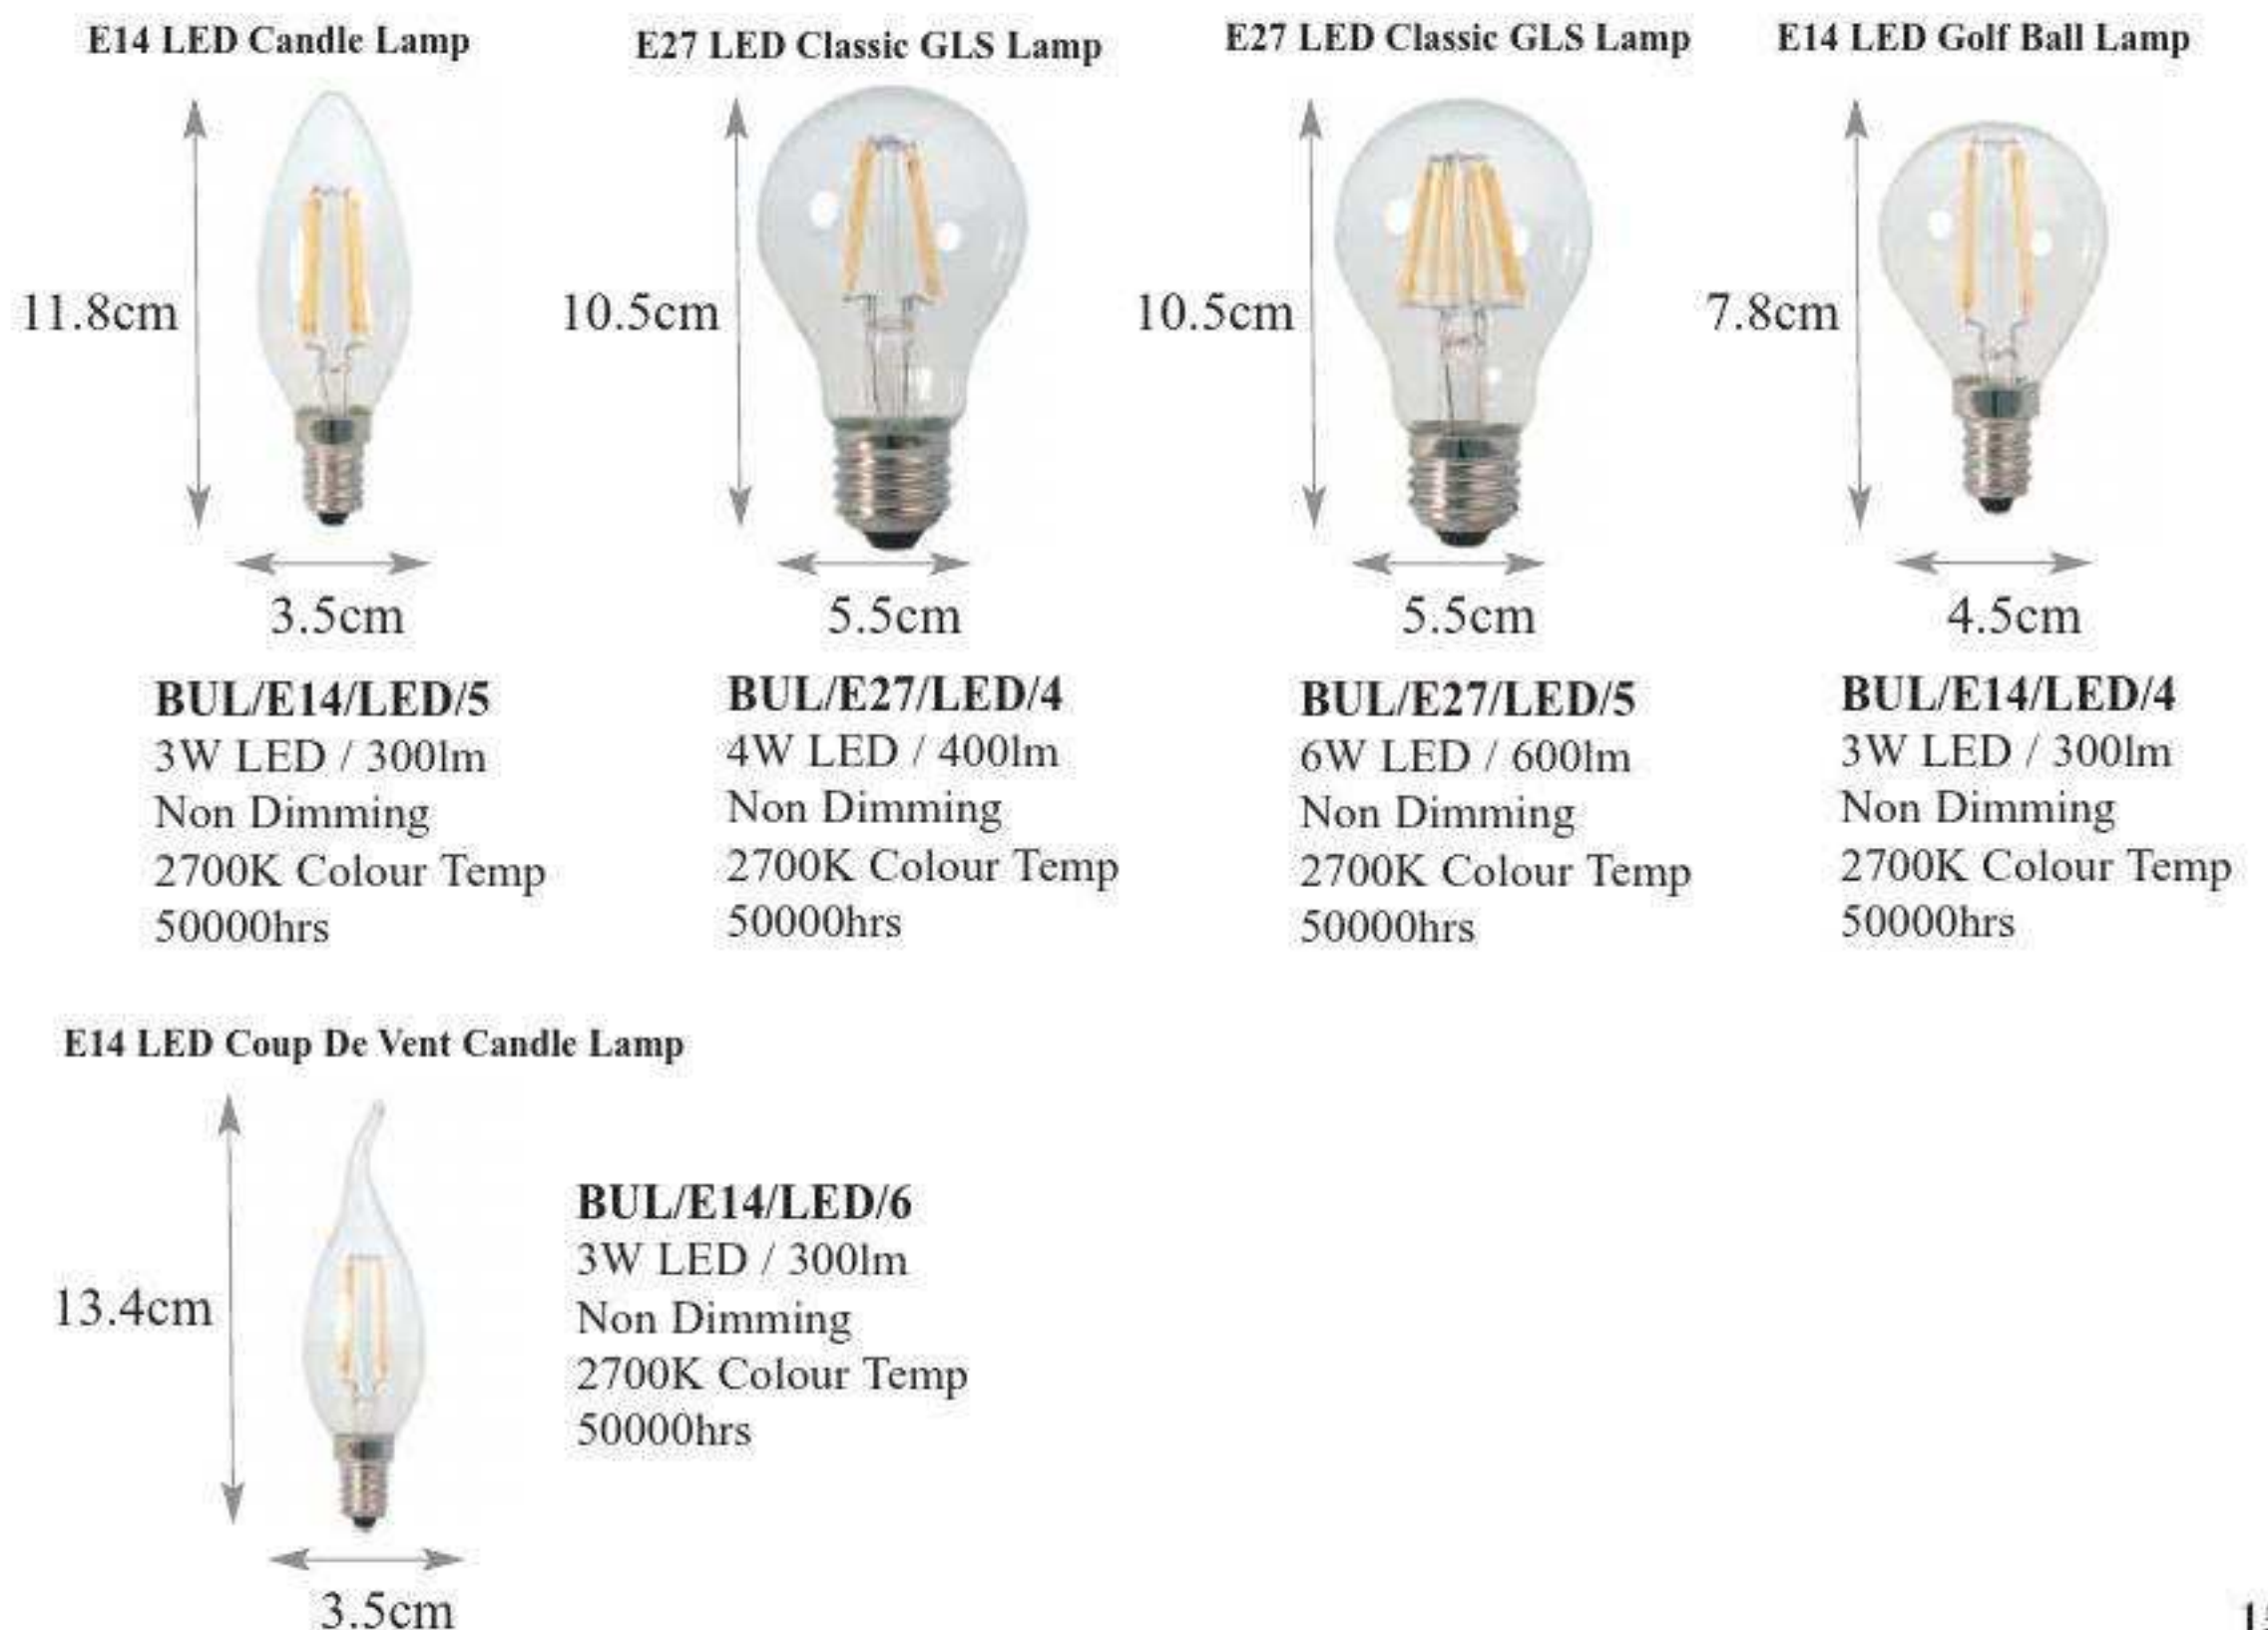 E14 LED Candle Lamp
11.8cm
3.5cm
BUL/E14/LED/5
3W LED / 300lm
Non Dimming
2700K Colour Temp
50000hrs
E27 LED Classic GLS Lamp
10.5cm
5.5cm
BUL/E27/LED/4
4W LED / 400lm
Non Dimming
2700K Colour Temp
50000hrs
E27 LED Classic GLS Lamp
10.5cm
5.5cm
BUL/E27/LED/5
6W LED / 600lm
Non Dimming
2700K Colour Temp
50000hrs
E14 LED Golf Ball Lamp
7.8cm
4.5cm
BUL/E14/LED/4
3W LED / 300lm
Non Dimming
2700K Colour Temp
50000hrs
E14 LED Coup De Vent Candle Lamp
13.4cm
3.5cm
BUL/E14/LED/6
3W LED / 300lm
Non Dimming
2700K Colour Temp
50000hrs